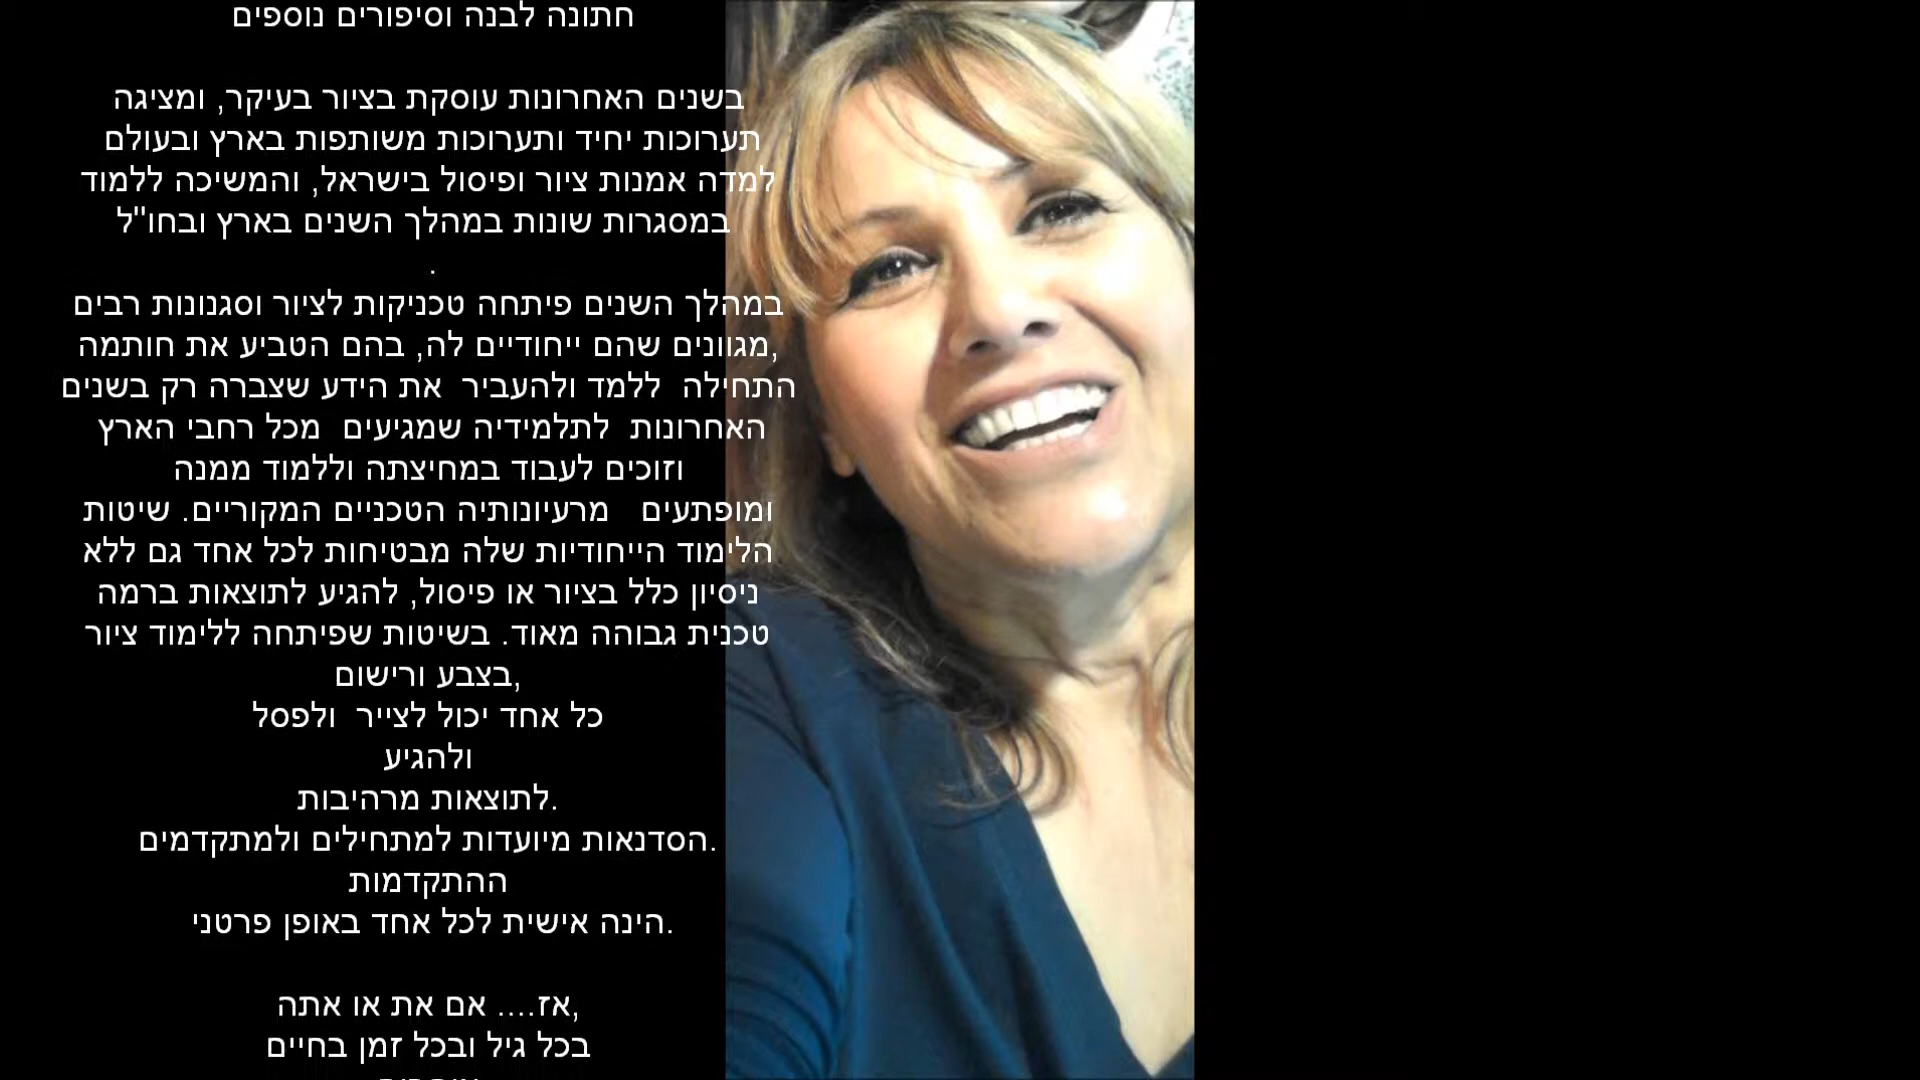 חתונה לבנה וסיפורים נוספים
בשנים האחרונות עוסקת בציור בעיקר, ומציגה
תערוכות יחיד ותערוכות משותפות בארץ ובעולם
למדה אמנות ציור ופיסול בישראל, והמשיכה ללמוד
במסגרות שונות במהלך השנים בארץ ובחו''ל
.
במהלך השנים פיתחה טכניקות לציור וסגנונות רבים
,מגוונים שהם ייחודיים לה, בהם הטביע את חותמה
התחילה  ללמד ולהעביר  את הידע שצברה רק בשנים
האחרונות  לתלמידיה שמגיעים  מכל רחבי הארץ
וזוכים לעבוד במחיצתה וללמוד ממנה
ומופתעים   מרעיונותיה הטכניים המקוריים. שיטות
הלימוד הייחודיות שלה מבטיחות לכל אחד גם ללא
ניסיון כלל בציור או פיסול, להגיע לתוצאות ברמה
טכנית גבוהה מאוד. בשיטות שפיתחה ללימוד ציור
,בצבע ורישום
כל אחד יכול לצייר  ולפסל
ולהגיע
.לתוצאות מרהיבות
.הסדנאות מיועדות למתחילים ולמתקדמים
ההתקדמות
.הינה אישית לכל אחד באופן פרטני
,אז.... אם את או אתה
בכל גיל ובכל זמן בחיים